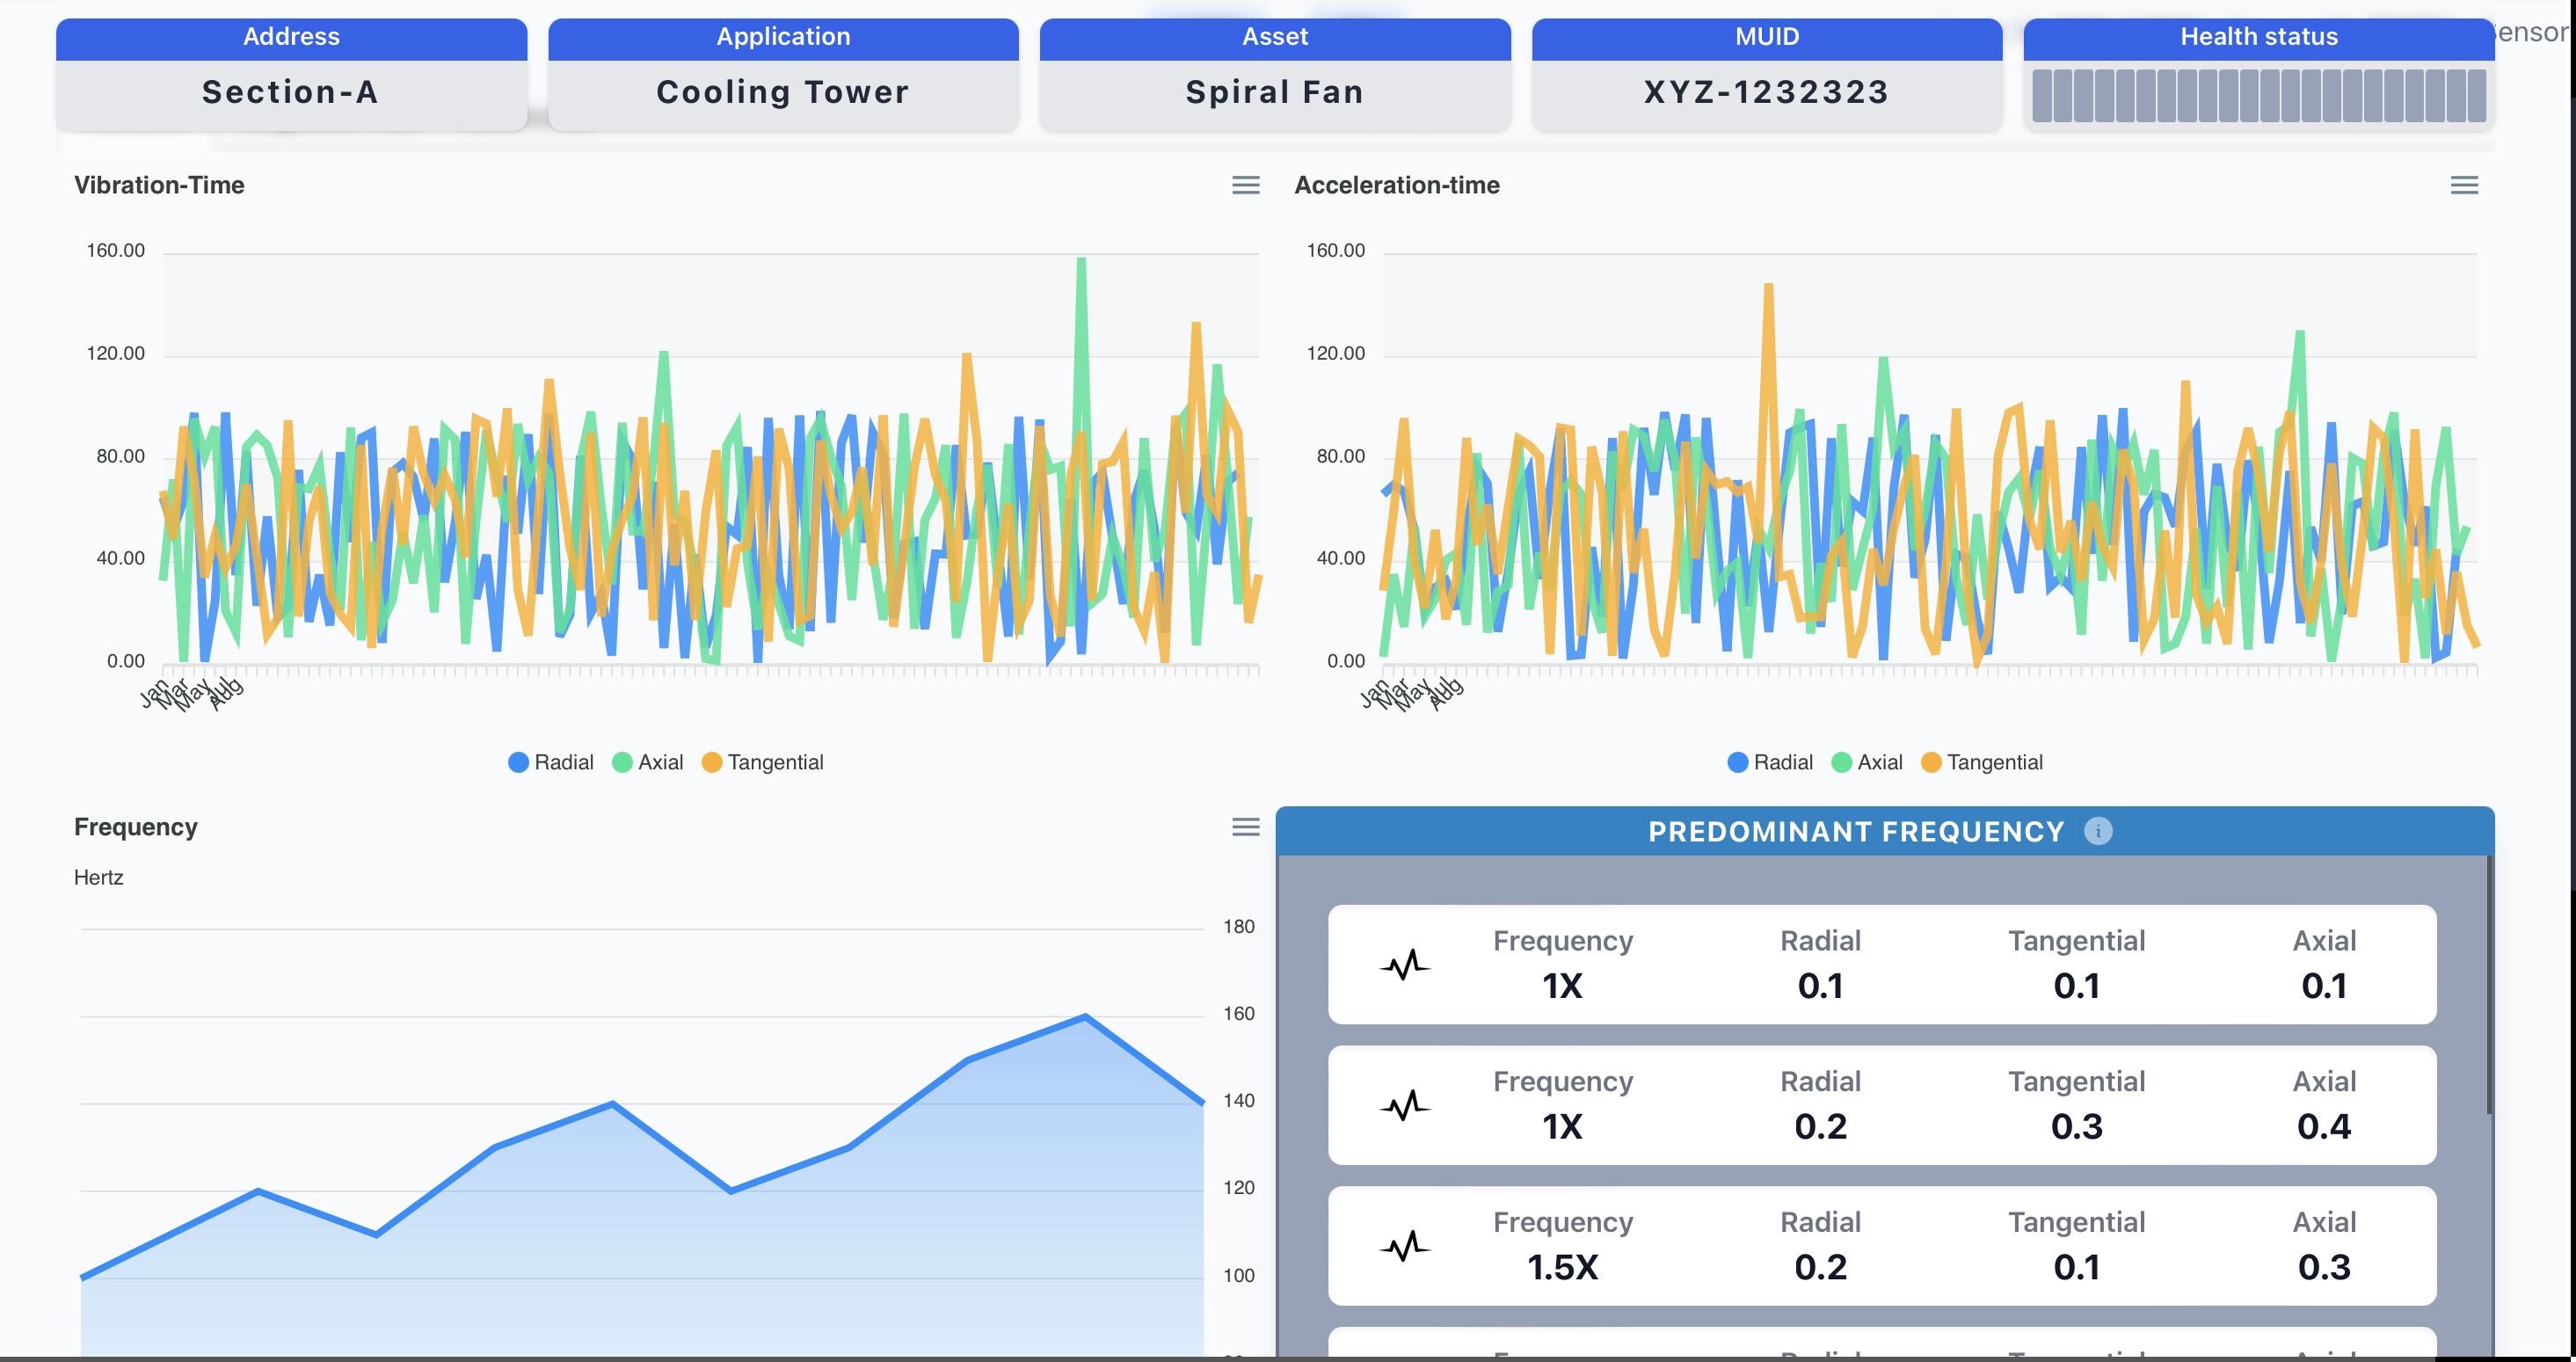 Address
Application
Asset
MUID
Health status
Section-A
Cooling Tower
Spiral Fan
XYZ-1232323
Vibration-Time
160.00
120.00
80.00
40.00
0.00
Jan
Mar
May
Jul
Aug
Radial Axial Tangential
Acceleration-time
160.00
120.00
80.00
40.00
0.00
Jan
Mar
May
Jul
Aug
Radial Axial Tangential
Frequency
Hertz
180
160
140
120
100
PREDOMINANT FREQUENCY i
Frequency Radial Tangential Axial
1X 0.1 0.1 0.1
Frequency Radial Tangential Axial
1X 0.2 0.3 0.4
Frequency Radial Tangential Axial
1.5X 0.2 0.1 0.3